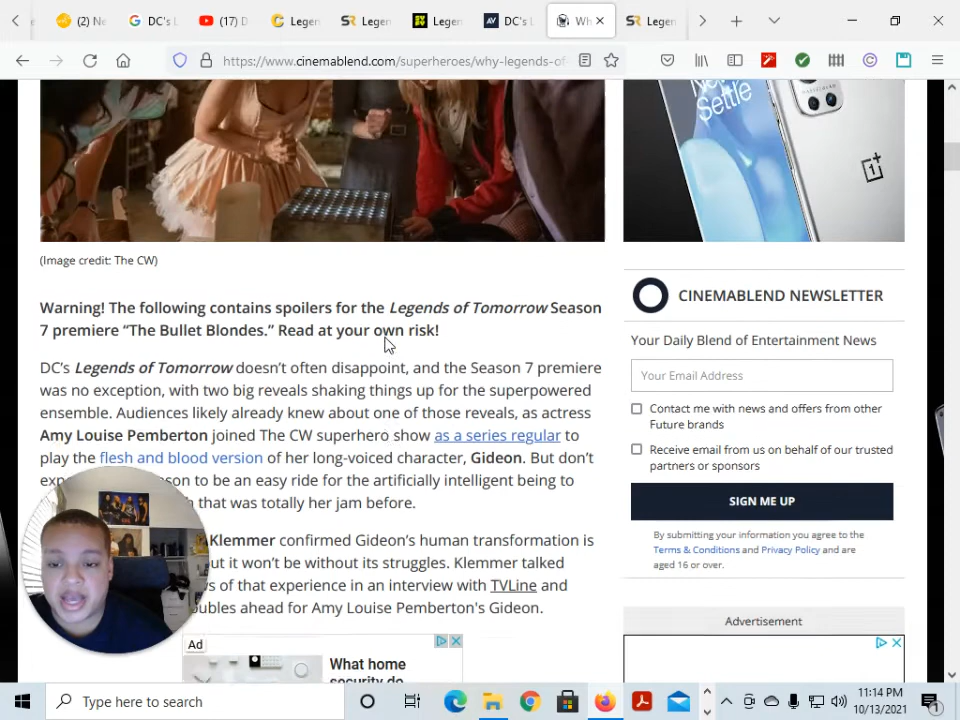 (2) Ne
DC's L
(17) D
Legen
Legen
Legen
DC's L
Wh
Legen
https://www.cinemablend.com/superheroes/why-legends-of-
Never
Settle
(Image credit: The CW)
Warning! The following contains spoilers for the Legends of Tomorrow Season
7 premiere “The Bullet Blondes.” Read at your own risk!
DC’s Legends of Tomorrow doesn’t often disappoint, and the Season 7 premiere
was no exception, with two big reveals shaking things up for the superpowered
ensemble. Audiences likely already knew about one of those reveals, as actress
Amy Louise Pemberton joined The CW superhero show as a series regular to
play the flesh and blood version of her long-voiced character, Gideon. But don’t
son to be an easy ride for the artificially intelligent being to
that was totally her jam before.
Klemmer confirmed Gideon’s human transformation is
ut it won’t be without its struggles. Klemmer talked
s of that experience in an interview with TVLine and
oubles ahead for Amy Louise Pemberton's Gideon.
Ad
What home
CINEMABLEND NEWSLETTER
Your Daily Blend of Entertainment News
Your Email Address
Contact me with news and offers from other
Future brands
Receive email from us on behalf of our trusted
partners or sponsors
SIGN ME UP
By submitting your information you agree to the
Terms & Conditions and Privacy Policy and are
aged 16 or over.
Advertisement
Type here to search
11:14 PM
10/13/2021